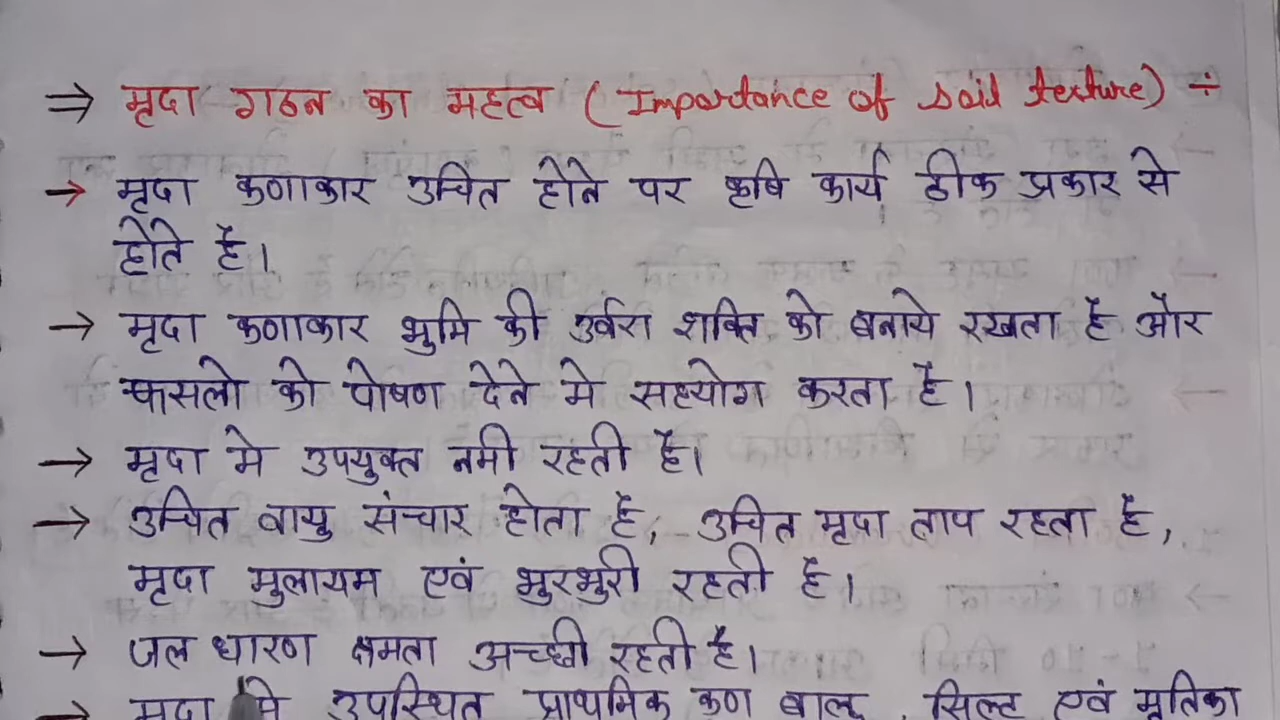 ⇒ मृदा गठन का महत्व (Importance of soil texture) ÷
→ मृदा कणाकार उचित होने पर कृषि कार्य ठीक प्रकार से
होते है।
→ मृदा कणाकार भुमि की उर्वरा शक्ति को बनाये रखता है और
फासलो को पोषण देने मे सहयोग करता है।
→ मृदा मे उपयुक्त नमी रहती है।
→ उचित वायु संचार होता है, उचित मृदा ताप रहता है,
मृदा मुलायम एवं भुरभुरी रहती है।
→ जल धारण क्षमता अच्छी रहती है।
→ मृदा मे उपस्थित प्राथमिक कण बालू, सिल्ट एवं मृतिका